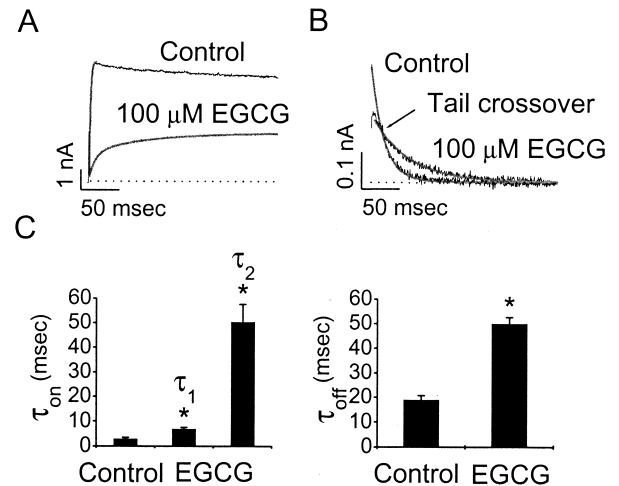 A
Control
100 μM EGCG
1 nA
50 msec
B
Control
Tail crossover
100 μM EGCG
0.1 nA
50 msec
C
τon (msec)
60
50
40
30
20
10
0
τ1
*
τ2
*
Control EGCG
τoff (msec)
60
50
40
30
20
10
0
*
Control EGCG